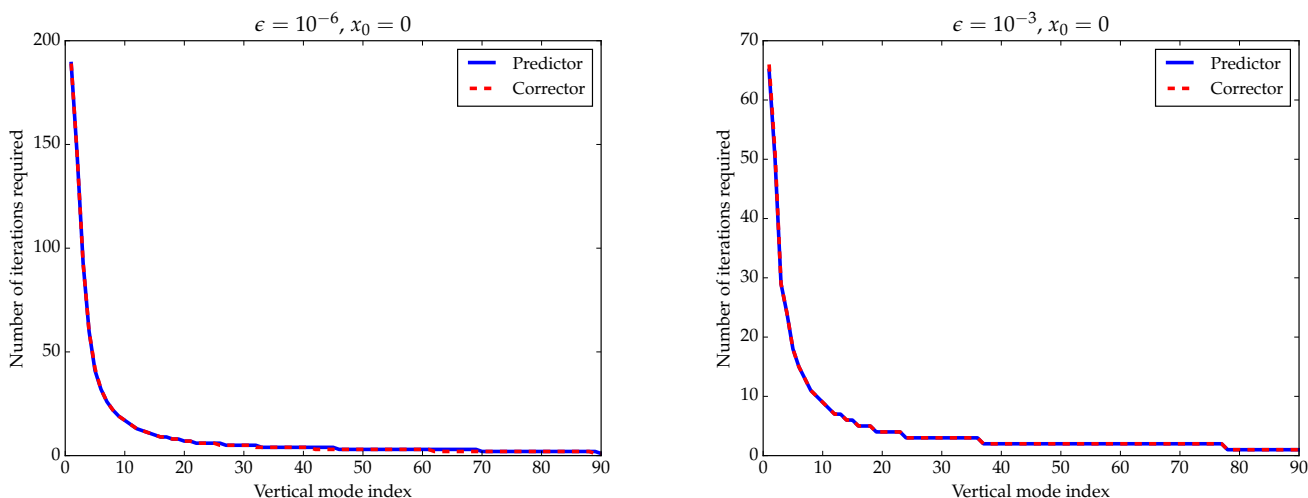 ϵ = 10⁻⁶, x₀ = 0
200
150
100
50
0
Number of iterations required
Predictor
Corrector
0 10 20 30 40 50 60 70 80 90
Vertical mode index
ϵ = 10⁻³, x₀ = 0
70
60
50
40
30
20
10
0
Number of iterations required
Predictor
Corrector
0 10 20 30 40 50 60 70 80 90
Vertical mode index